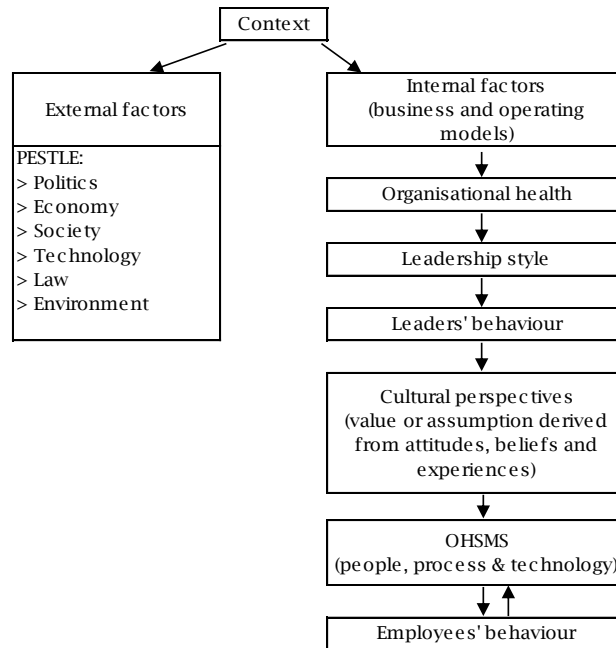 Context
External factors
PESTLE:
> Politics
> Economy
> Society
> Technology
> Law
> Environment
Internal factors
(business and operating
models)
Organisational health
Leadership style
Leaders' behaviour
Cultural perspectives
(value or assumption derived
from attitudes, beliefs and
experiences)
OHSMS
(people, process & technology)
Employees' behaviour